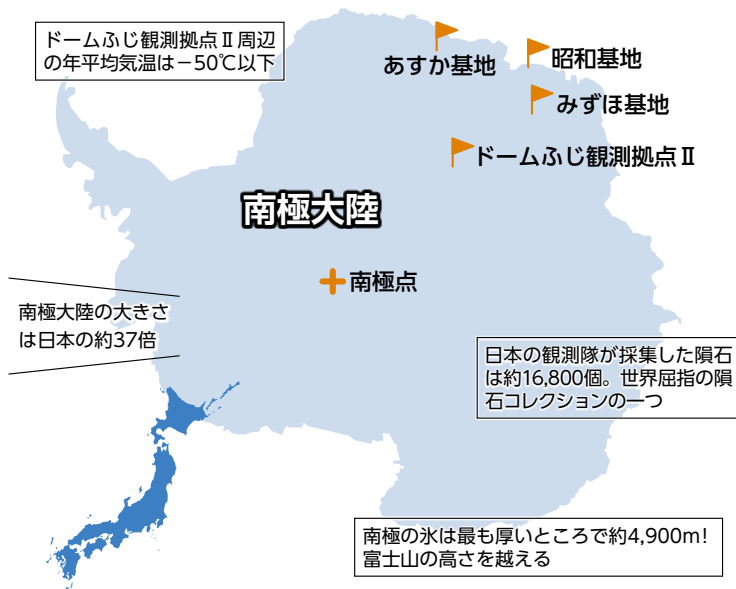 ドームふじ観測拠点Ⅱ周辺
の年平均気温は－50℃以下
あすか基地
昭和基地
みずほ基地
ドームふじ観測拠点Ⅱ
南極大陸
南極点
南極大陸の大きさ
は日本の約37倍
日本の観測隊が採集した隕石
は約16,800個。世界屈指の隕
石コレクションの一つ
南極の氷は最も厚いところで約4,900m!
富士山の高さを越える